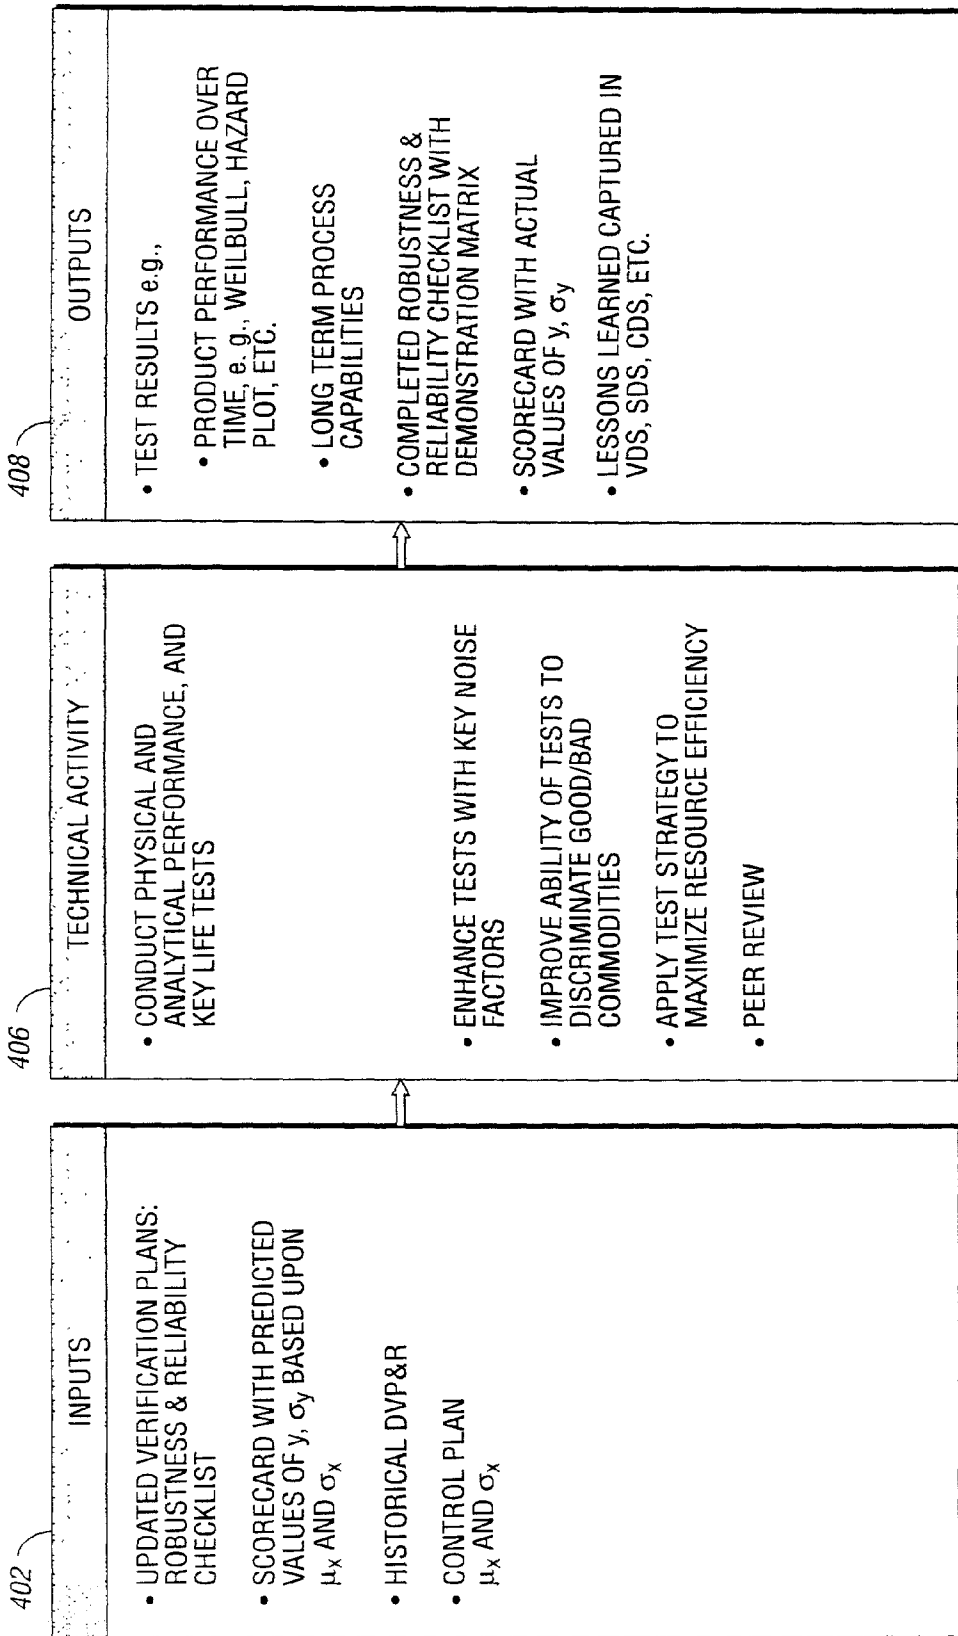 402
INPUTS
• UPDATED VERIFICATION PLANS:
ROBUSTNESS & RELIABILITY
CHECKLIST
• SCORECARD WITH PREDICTED
VALUES OF y, σy BASED UPON
μx AND σx
• HISTORICAL DVP&R
• CONTROL PLAN
μx AND σx
406
TECHNICAL ACTIVITY
• CONDUCT PHYSICAL AND
ANALYTICAL PERFORMANCE, AND
KEY LIFE TESTS
• ENHANCE TESTS WITH KEY NOISE
FACTORS
• IMPROVE ABILITY OF TESTS TO
DISCRIMINATE GOOD/BAD
COMMODITIES
• APPLY TEST STRATEGY TO
MAXIMIZE RESOURCE EFFICIENCY
• PEER REVIEW
408
OUTPUTS
• TEST RESULTS e.g.,
• PRODUCT PERFORMANCE OVER
TIME, e. g., WEILBULL, HAZARD
PLOT, ETC.
• LONG TERM PROCESS
CAPABILITIES
• COMPLETED ROBUSTNESS &
RELIABILITY CHECKLIST WITH
DEMONSTRATION MATRIX
• SCORECARD WITH ACTUAL
VALUES OF y, σy
• LESSONS LEARNED CAPTURED IN
VDS, SDS, CDS, ETC.